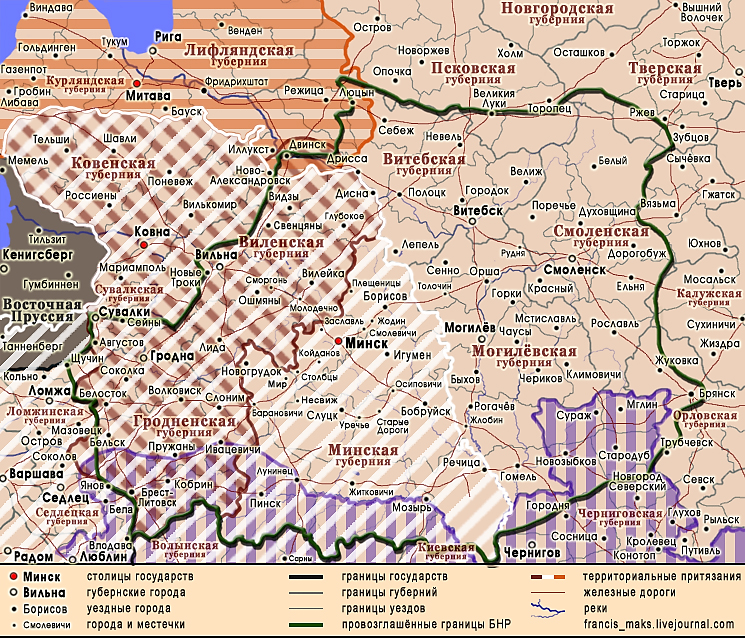 Виндава
Новгородская
губерния
Вышний
Волочек
Гольдинген
Тукум
Рига
Венден
Лифляндская
губерния
Остров
Новоржев
Холм
Осташков
Торжок
Газенпот
Курляндская
губерния
Фридрихштат
Опочка
Псковская
губерния
Тверская
губерния
Тверь
Гробин
Либава
Митава
Режица
Люцын
Великия
Луки
Торопец
Старица
Ржев
Бауск
Тельши
Шавли
Иллукст
Двинск
Себеж
Невель
Зубцов
Мемель
Ковенская
губерния
Поневеж
Ново-
Александровск
Дрисса
Витебская
губерния
Велиж
Белый
Сычёвка
Россиены
Вилькомир
Видзы
Дисна
Полоцк
Городок
Поречье
Духовщина
Вязьма
Гжатск
Глубокое
Витебск
Тильзит
Ковна
Свенцяны
Виленская
губерния
Лепель
Рудня
Смоленская
губерния
Дорогобуж
Юхнов
Кенигсберг
Вильна
Гумбиннен
Мариамполь
Новые
Троки
Сморгонь
Вилейка
Плещеницы
Сенно
Толочин
Орша
Смоленск
Ельня
Мосальск
Восточная
Пруссия
Сувалкская
губерния
Сувалки
Сейны
Ошмяны
Молодечно
Борисов
Горки
Красный
Калужская
губерния
Заславль
Жодин
Смолевичи
Могилёв
чаусы
Мстиславль
Рославль
Сухиничи
Танненберг
Августов
Гродна
Лида
Минск
Койданов
Игумен
Могилёвская
губерния
Жиздра
Щучин
Соколка
Новогрудок
Столбцы
Мир
Осиповичи
Быхов
Чериков
Климовичи
Жуковка
Кольно
Ломжа
Белосток
Волковиск
Слоним
Несвиж
Барановичи
Слуцк
Бобруйск
Рогачёв
Жлобин
Мглин
Брянск
Ломжинская
губерния
Гродненская
губерния
Уречье
Старые
Дороги
Сураж
Орловская
губерния
Мазовецк
Остров
Соколов
Бельск
Пружаны
Ивацевичи
Минская
губерния
Речица
Новозыбков
Стародуб
Трубчевск
Варшава
Лунинец
Гомель
Новгород
Северский
Севск
Седлец
Янов
Брест-
Литовск
Кобрин
Пинск
Житковичи
Мозырь
Городня
Седлецкая
губерния
Бела
Черниговская
губерния
Глухов
Рыльск
Радом
Вплодава
Люблин
Волынская
губерния
Сарны
Киевская
губерния
Чернигов
Сосница
Кролевец
Конотоп
Путивль
Минск столицы государств границы государств территориальные притязания
Вильна губернские города границы губерний железные дороги
Борисов уездные города границы уездов реки
Смолевичи города и местечки провозглашённые границы БНР francis_maks.livejournal.com